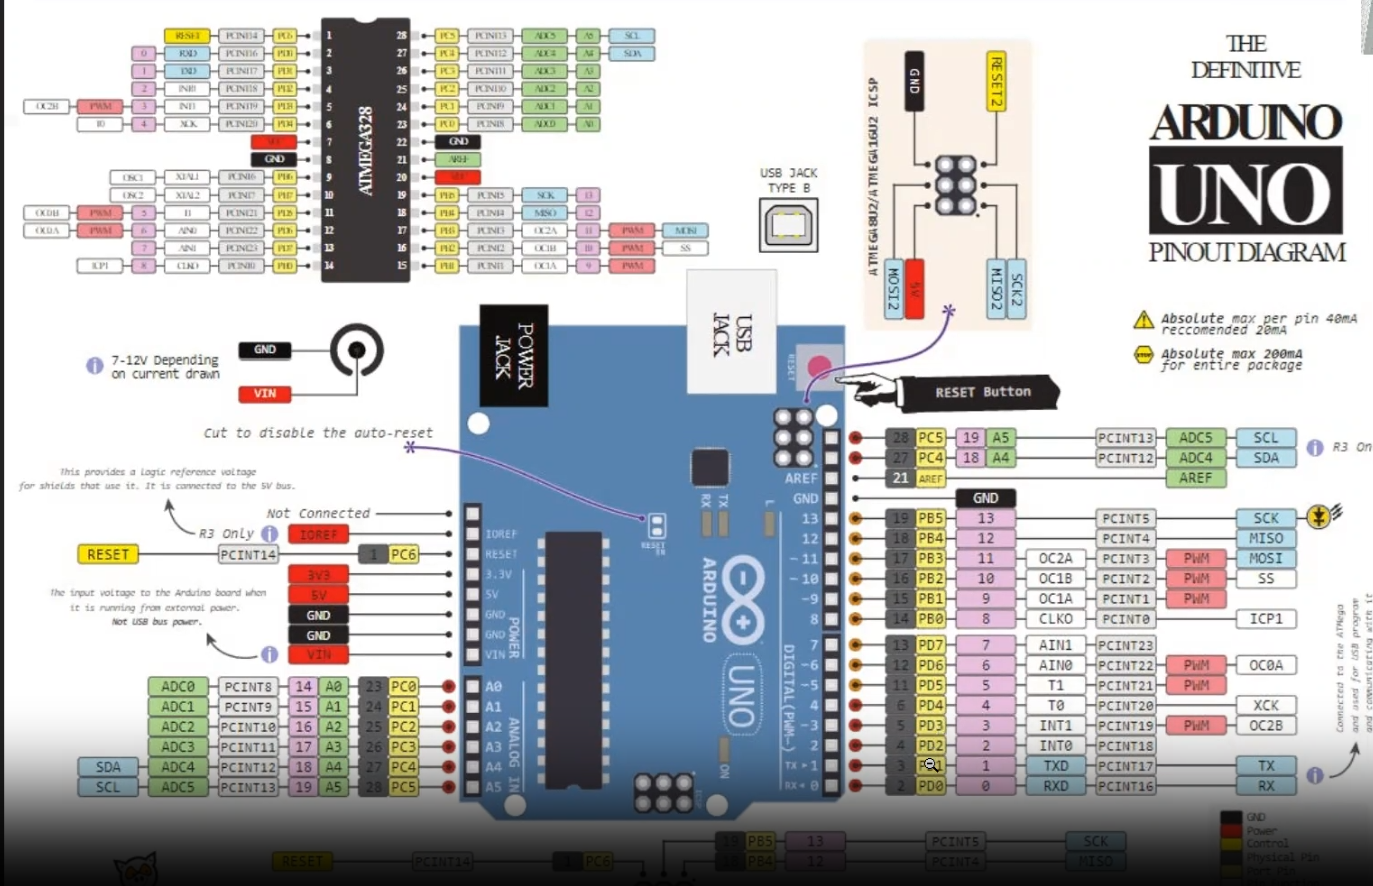 THE
DEFINITIVE
ARDUINO
UNO
PINOUT DIAGRAM
Absolute max per pin 40mA
reccomended 20mA
Absolute max 200mA
for entire package
RESET PCINT14 PC6 1
0 RXD PCINT16 PD0 2
1 TXD PCINT17 PD1 3
2 INT0 PCINT18 PD2 4
OC2B PWM 3 INT1 PCINT19 PD3 5
T0 4 XCK PCINT20 PD4 6
VCC 7
GND 8
OSC1 XTAL1 PCINT6 PB6 9
OSC2 XTAL2 PCINT7 PB7 10
OC0B PWM 5 T1 PCINT21 PD5 11
OC0A PWM 6 AIN0 PCINT22 PD6 12
7 AIN1 PCINT23 PD7 13
ICP1 8 CLKO PCINT0 PB0 14
ATMEGA328
28 PC5 PCINT13 ADC5 A5 SCL
27 PC4 PCINT12 ADC4 A4 SDA
26 PC3 PCINT11 ADC3 A3
25 PC2 PCINT10 ADC2 A2
24 PC1 PCINT9 ADC1 A1
23 PC0 PCINT8 ADC0 A0
22 GND
21 AREF
20 VCC
19 PB5 PCINT5 SCK 13
18 PB4 PCINT4 MISO 12
17 PB3 PCINT3 OC2A 11 PWM MOSI
16 PB2 PCINT2 OC1B 10 PWM SS
15 PB1 PCINT1 OC1A 9 PWM
USB JACK
TYPE B
ATMEGA8U2/ATMEGA16U2 ICSP
GND
RESET2
MOSI2
5V
MISO2
SCK2
7-12V Depending
on current drawn
GND
VIN
POWER
JACK
USB
JACK
RESET
RESET Button
Cut to disable the auto-reset
This provides a logic reference voltage
for shields that use it. It is connected to the 5V bus.
Not Connected
R3 Only IOREF
RESET PCINT14 1 PC6
3V3
5V
GND
GND
VIN
The input voltage to the Arduino board when
it is running from external power.
Not USB bus power.
ADC0 PCINT8 14 A0 23 PC0
ADC1 PCINT9 15 A1 24 PC1
ADC2 PCINT10 16 A2 25 PC2
ADC3 PCINT11 17 A3 26 PC3
SDA ADC4 PCINT12 18 A4 27 PC4
SCL ADC5 PCINT13 19 A5 28 PC5
IOREF
RESET
3.3V
5V
GND
GND
VIN
POWER
A0
A1
A2
A3
A4
A5
ANALOG IN
RESET
EN
RX
TX
L
ARDUINO
UNO
ON
ICSP
DIGITAL (PWM~)
AREF
GND
13
12
~11
~10
~9
8
7
~6
~5
4
~3
2
TX 1
RX 0
28 PC5 19 A5 PCINT13 ADC5 SCL
27 PC4 18 A4 PCINT12 ADC4 SDA
R3 On
21 AREF AREF
GND
19 PB5 13 PCINT5 SCK
18 PB4 12 PCINT4 MISO
17 PB3 11 OC2A PCINT3 PWM MOSI
16 PB2 10 OC1B PCINT2 PWM SS
15 PB1 9 OC1A PCINT1 PWM
14 PB0 8 CLKO PCINT0 ICP1
13 PD7 7 AIN1 PCINT23
12 PD6 6 AIN0 PCINT22 PWM OC0A
11 PD5 5 T1 PCINT21 PWM
6 PD4 4 T0 PCINT20 XCK
5 PD3 3 INT1 PCINT19 PWM OC2B
4 PD2 2 INT0 PCINT18
3 1 TXD PCINT17 TX
2 PD0 0 RXD PCINT16 RX
Connected to the ATMega
and used for USB program
and communicating with it
GND
Power
Control
Physical Pin
Port Pin
19 PB5 13 PCINT5 SCK
18 PB4 12 PCINT4 MISO
RESET PCINT14 1 PC6